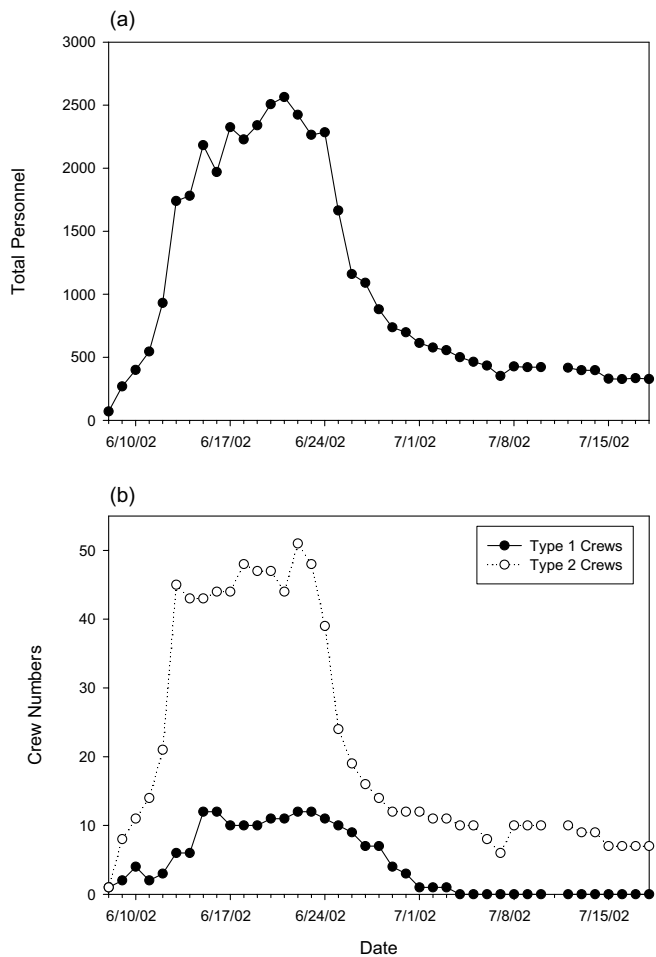 (a)
3000
2500
2000
1500
1000
500
0
Total Personnel
6/10/02 6/17/02 6/24/02 7/1/02 7/8/02 7/15/02
(b)
50
40
30
20
10
0
Crew Numbers
Type 1 Crews
Type 2 Crews
6/10/02 6/17/02 6/24/02 7/1/02 7/8/02 7/15/02
Date